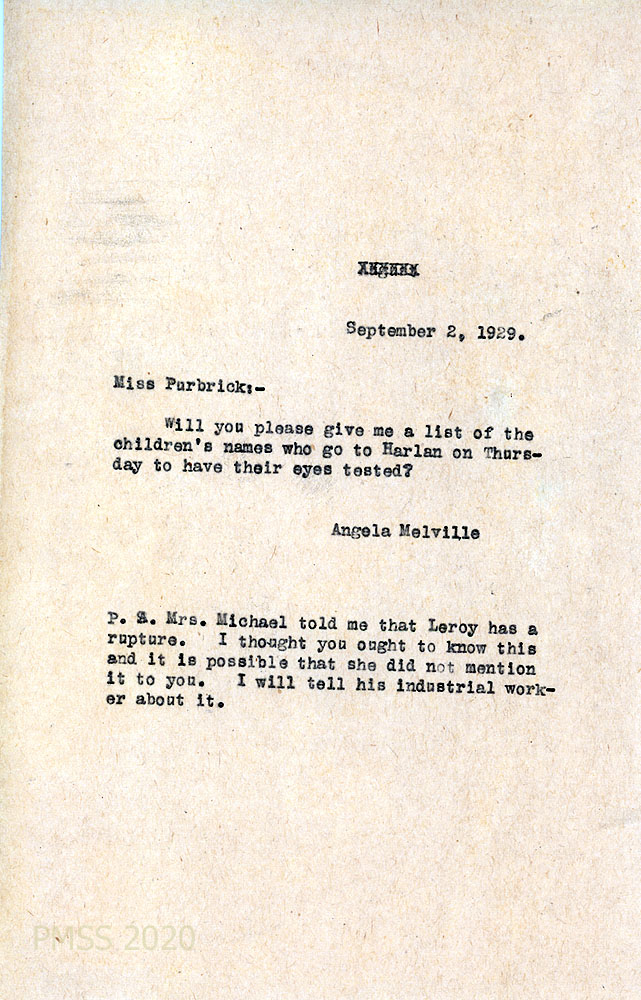 September 2, 1929.
Miss Purbrick:-
Will you please give me a list of the
children's names who go to Harlan on Thurs-
day to have their eyes tested?
Angela Melville
P. S. Mrs. Michael told me that Leroy has a
rupture. I thought you ought to know this
and it is possible that she did not mention
it to you. I will tell his industrial work-
er about it.
PMSS 2020